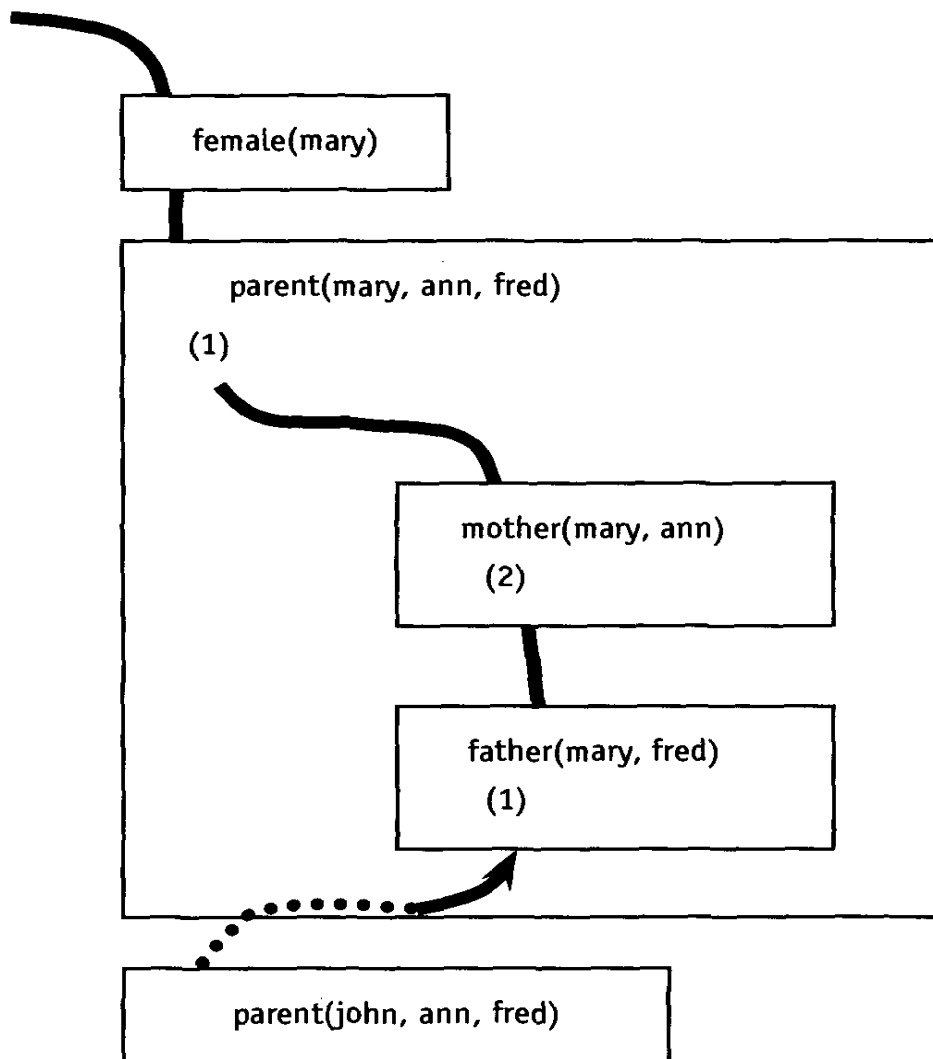 female(mary)
parent(mary, ann, fred)
(1)
mother(mary, ann)
(2)
father(mary, fred)
(1)
parent(john, ann, fred)